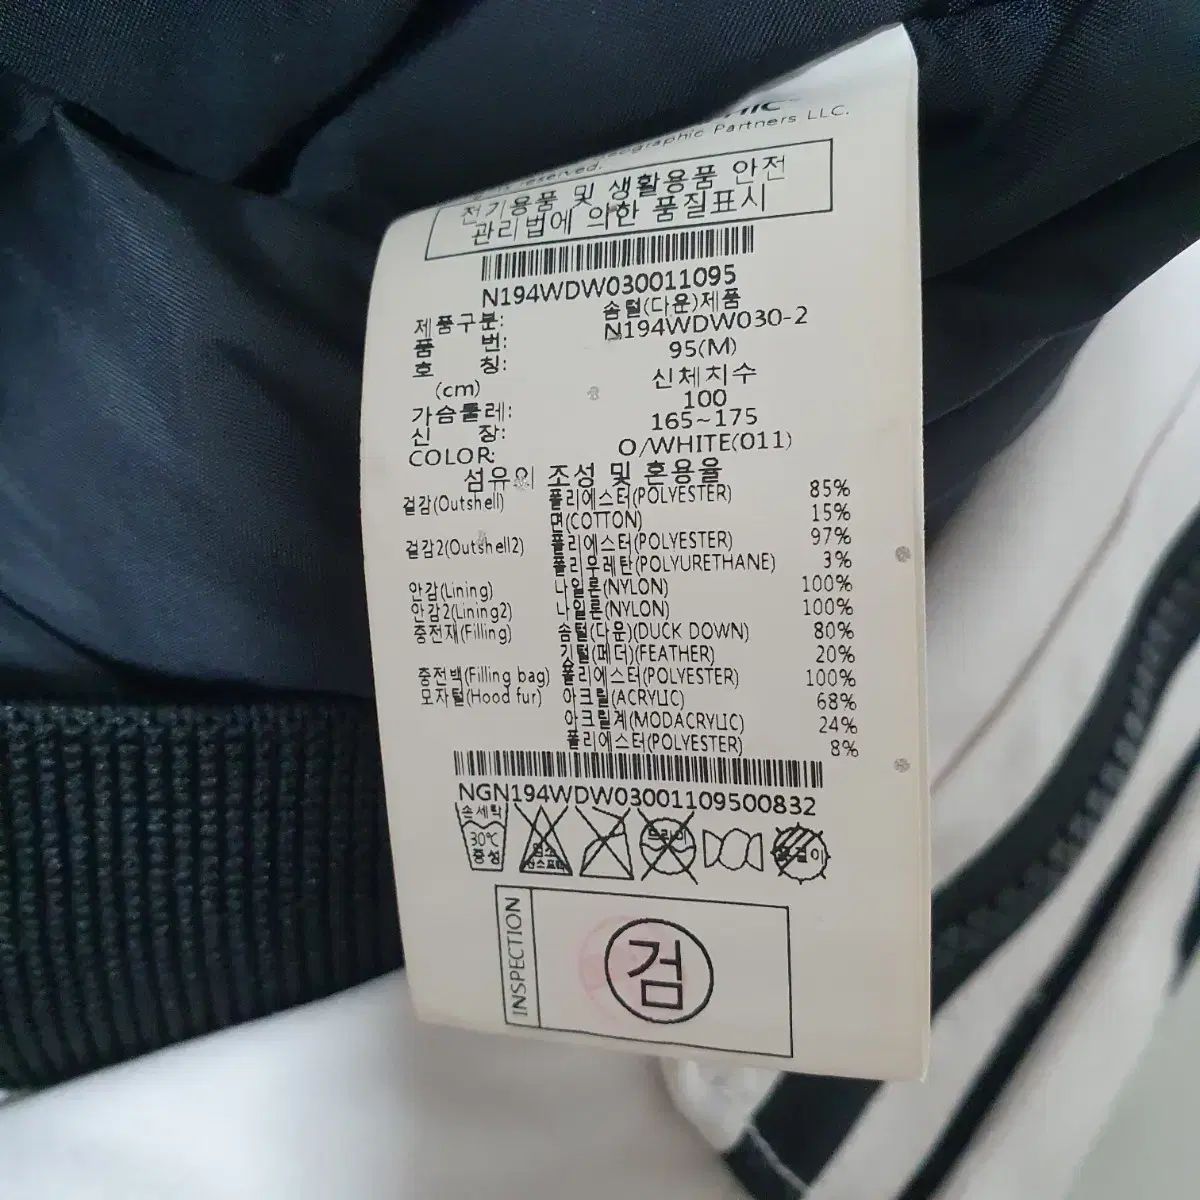 Partners LLC.
reserved.
전기용품 및 생활용품 안전
관리법에 의한 품질표시
N194WDW030011095
제품구분: 솜털(다운)제품
품 번: N194WDW030-2
호 칭: 95(M)
(cm) 신체치수
가슴둘레: 100
신 장: 165~175
COLOR: O/WHITE(011)
섬유의 조성 및 혼용율
겉감(Outshell) 폴리에스터(POLYESTER) 85%
면(COTTON) 15%
겉감2(Outshell2) 폴리에스터(POLYESTER) 97%
폴리우레탄(POLYURETHANE) 3%
안감(Lining) 나일론(NYLON) 100%
안감2(Lining2) 나일론(NYLON) 100%
충전재(Filling) 솜털(다운)(DUCK DOWN) 80%
깃털(페더)(FEATHER) 20%
충전백(Filling bag) 폴리에스터(POLYESTER) 100%
모자털(Hood fur) 아크릴(ACRYLIC) 68%
아크릴계(MODACRYLIC) 24%
폴리에스터(POLYESTER) 8%
NGN194WDW03001109500832
손세탁
30℃
중성
드라이
INSPECTION
검